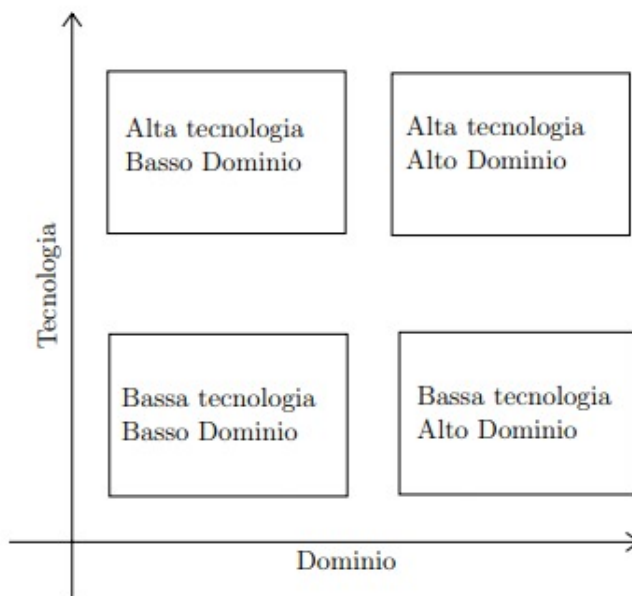 Tecnologia
Alta tecnologia
Basso Dominio
Alta tecnologia
Alto Dominio
Bassa tecnologia
Basso Dominio
Bassa tecnologia
Alto Dominio
Dominio